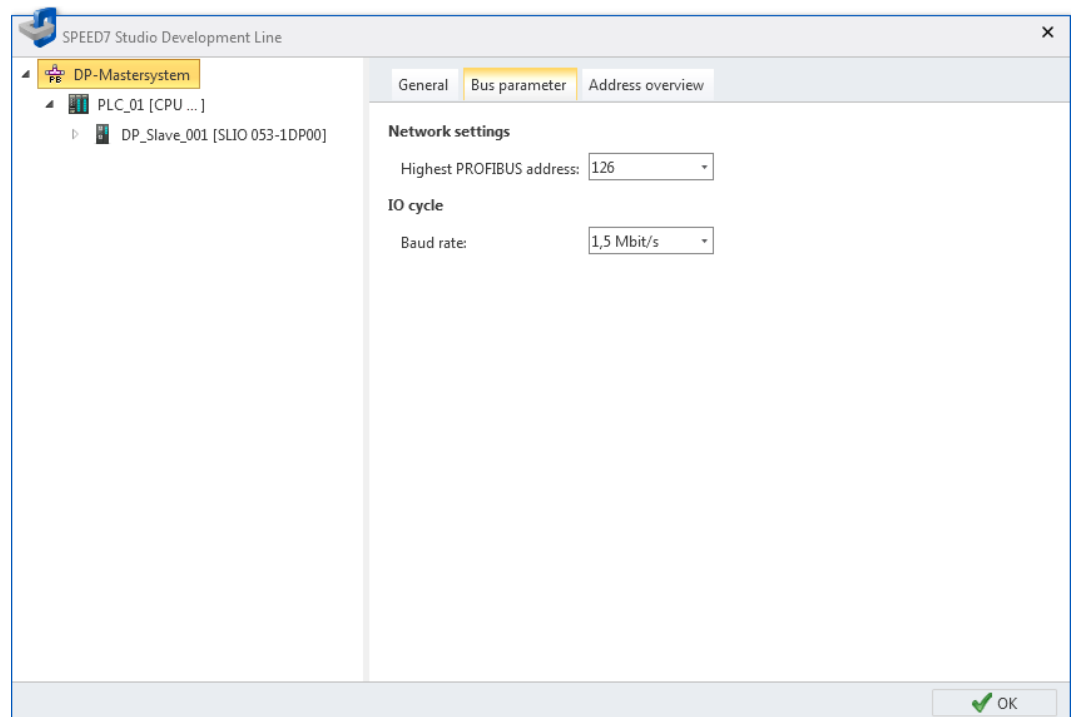 SPEED7 Studio Development Line
DP-Mastersystem
PLC_01 [CPU ... ]
DP_Slave_001 [SLIO 053-1DP00]
General Bus parameter Address overview
Network settings
Highest PROFIBUS address: 126
IO cycle
Baud rate: 1,5 Mbit/s
OK